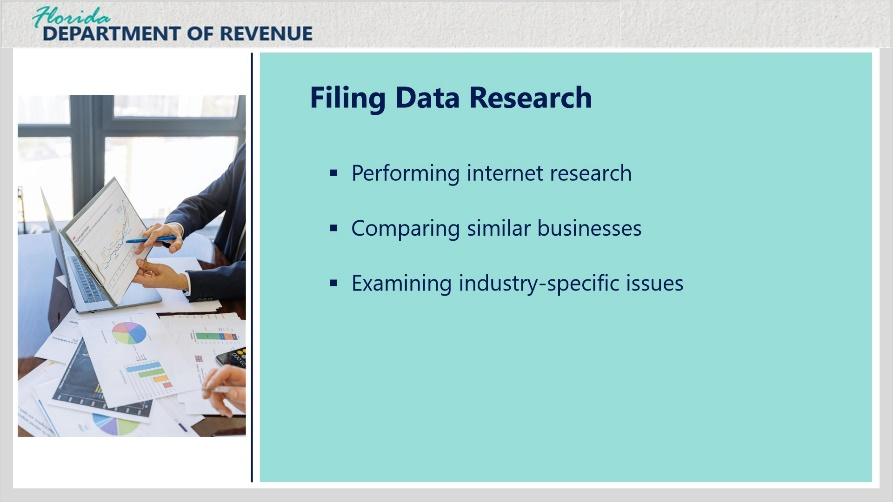 Florida
DEPARTMENT OF REVENUE
Filing Data Research
▪ Performing internet research
▪ Comparing similar businesses
▪ Examining industry-specific issues